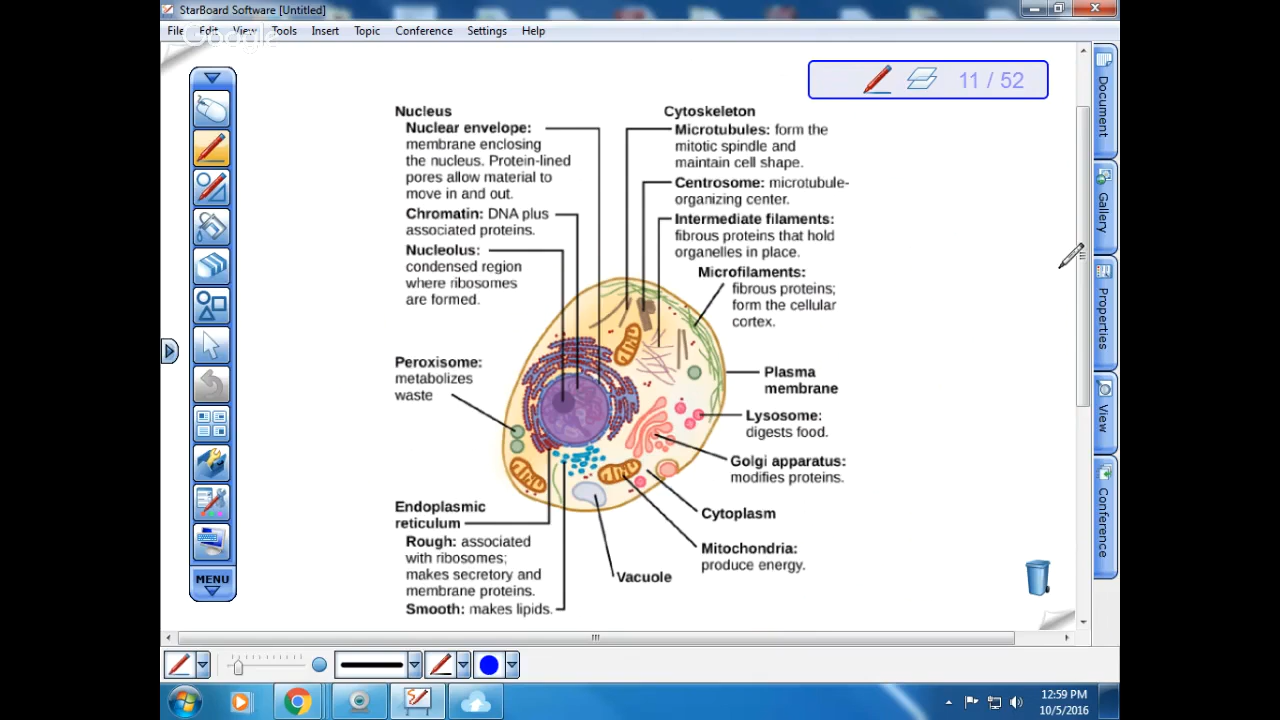 StarBoard Software [Untitled]
File Edit View Tools Insert Topic Conference Settings Help
Google
11 / 52
Nucleus
Nuclear envelope:
membrane enclosing
the nucleus. Protein-lined
pores allow material to
move in and out.
Chromatin: DNA plus
associated proteins.
Nucleolus:
condensed region
where ribosomes
are formed.
Peroxisome:
metabolizes
waste
Endoplasmic
reticulum
Rough: associated
with ribosomes;
makes secretory and
membrane proteins.
Smooth: makes lipids.
Cytoskeleton
Microtubules: form the
mitotic spindle and
maintain cell shape.
Centrosome: microtubule-
organizing center.
Intermediate filaments:
fibrous proteins that hold
organelles in place.
Microfilaments:
fibrous proteins;
form the cellular
cortex.
Plasma
membrane
Lysosome:
digests food.
Golgi apparatus:
modifies proteins.
Cytoplasm
Mitochondria:
produce energy.
Vacuole
MENU
Document
Gallery
Properties
View
Conference
12:59 PM
10/5/2016